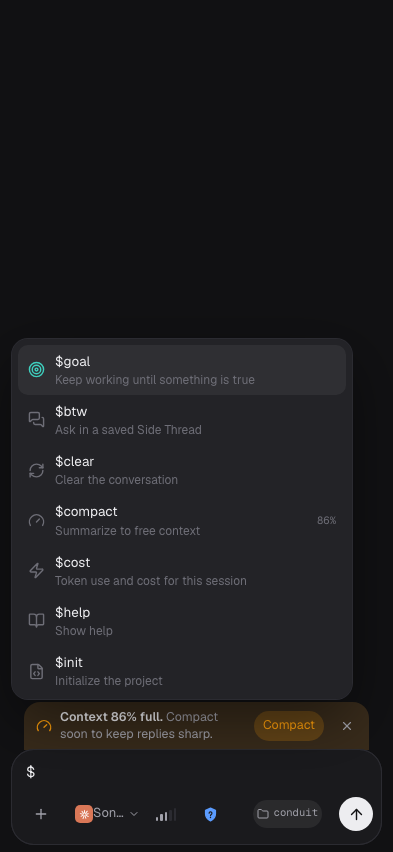 $goal
Keep working until something is true
$btw
Ask in a saved Side Thread
$clear
Clear the conversation
$compact
Summarize to free context
86%
$cost
Token use and cost for this session
$help
Show help
$init
Initialize the project
Context 86% full. Compact
soon to keep replies sharp.
Compact
$
Son...
conduit